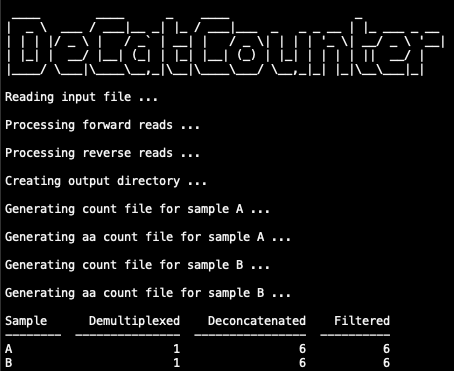 DeCatCounter
Reading input file ...
Processing forward reads ...
Processing reverse reads ...
Creating output directory ...
Generating count file for sample A ...
Generating aa count file for sample A ...
Generating count file for sample B ...
Generating aa count file for sample B ...
Sample Demultiplexed Deconcatenated Filtered
A 1 6 6
B 1 6 6